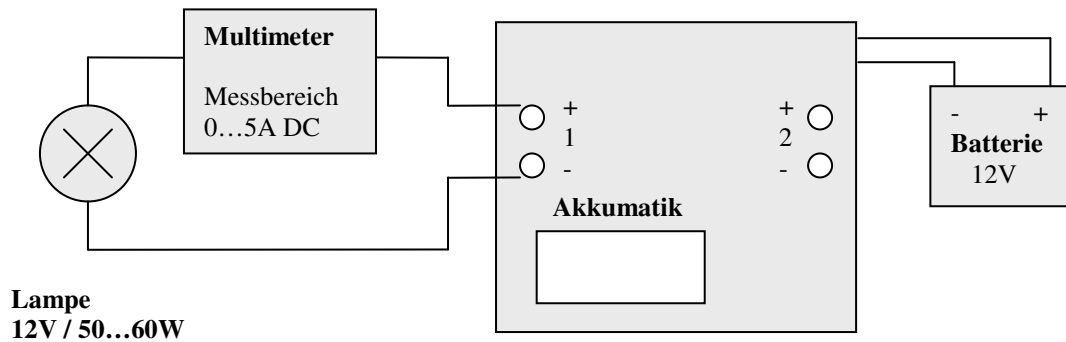 Multimeter
Messbereich
0…5A DC
+
1
-
+
2
-
Akkumatik
- +
Batterie
12V
Lampe
12V / 50…60W